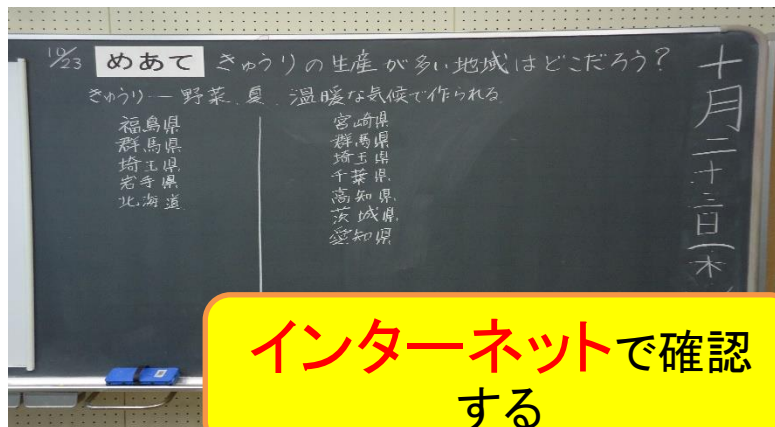 10/23 めあて きゅうりの生産が多い地域はどこだろう?
きゅうり―野菜、夏、温暖な気候で作られる
福島県
群馬県
埼玉県
岩手県
北海道
宮崎県
群馬県
埼玉県
千葉県
高知県
茨城県
愛知県
十月二十三日(木
インターネットで確認
する